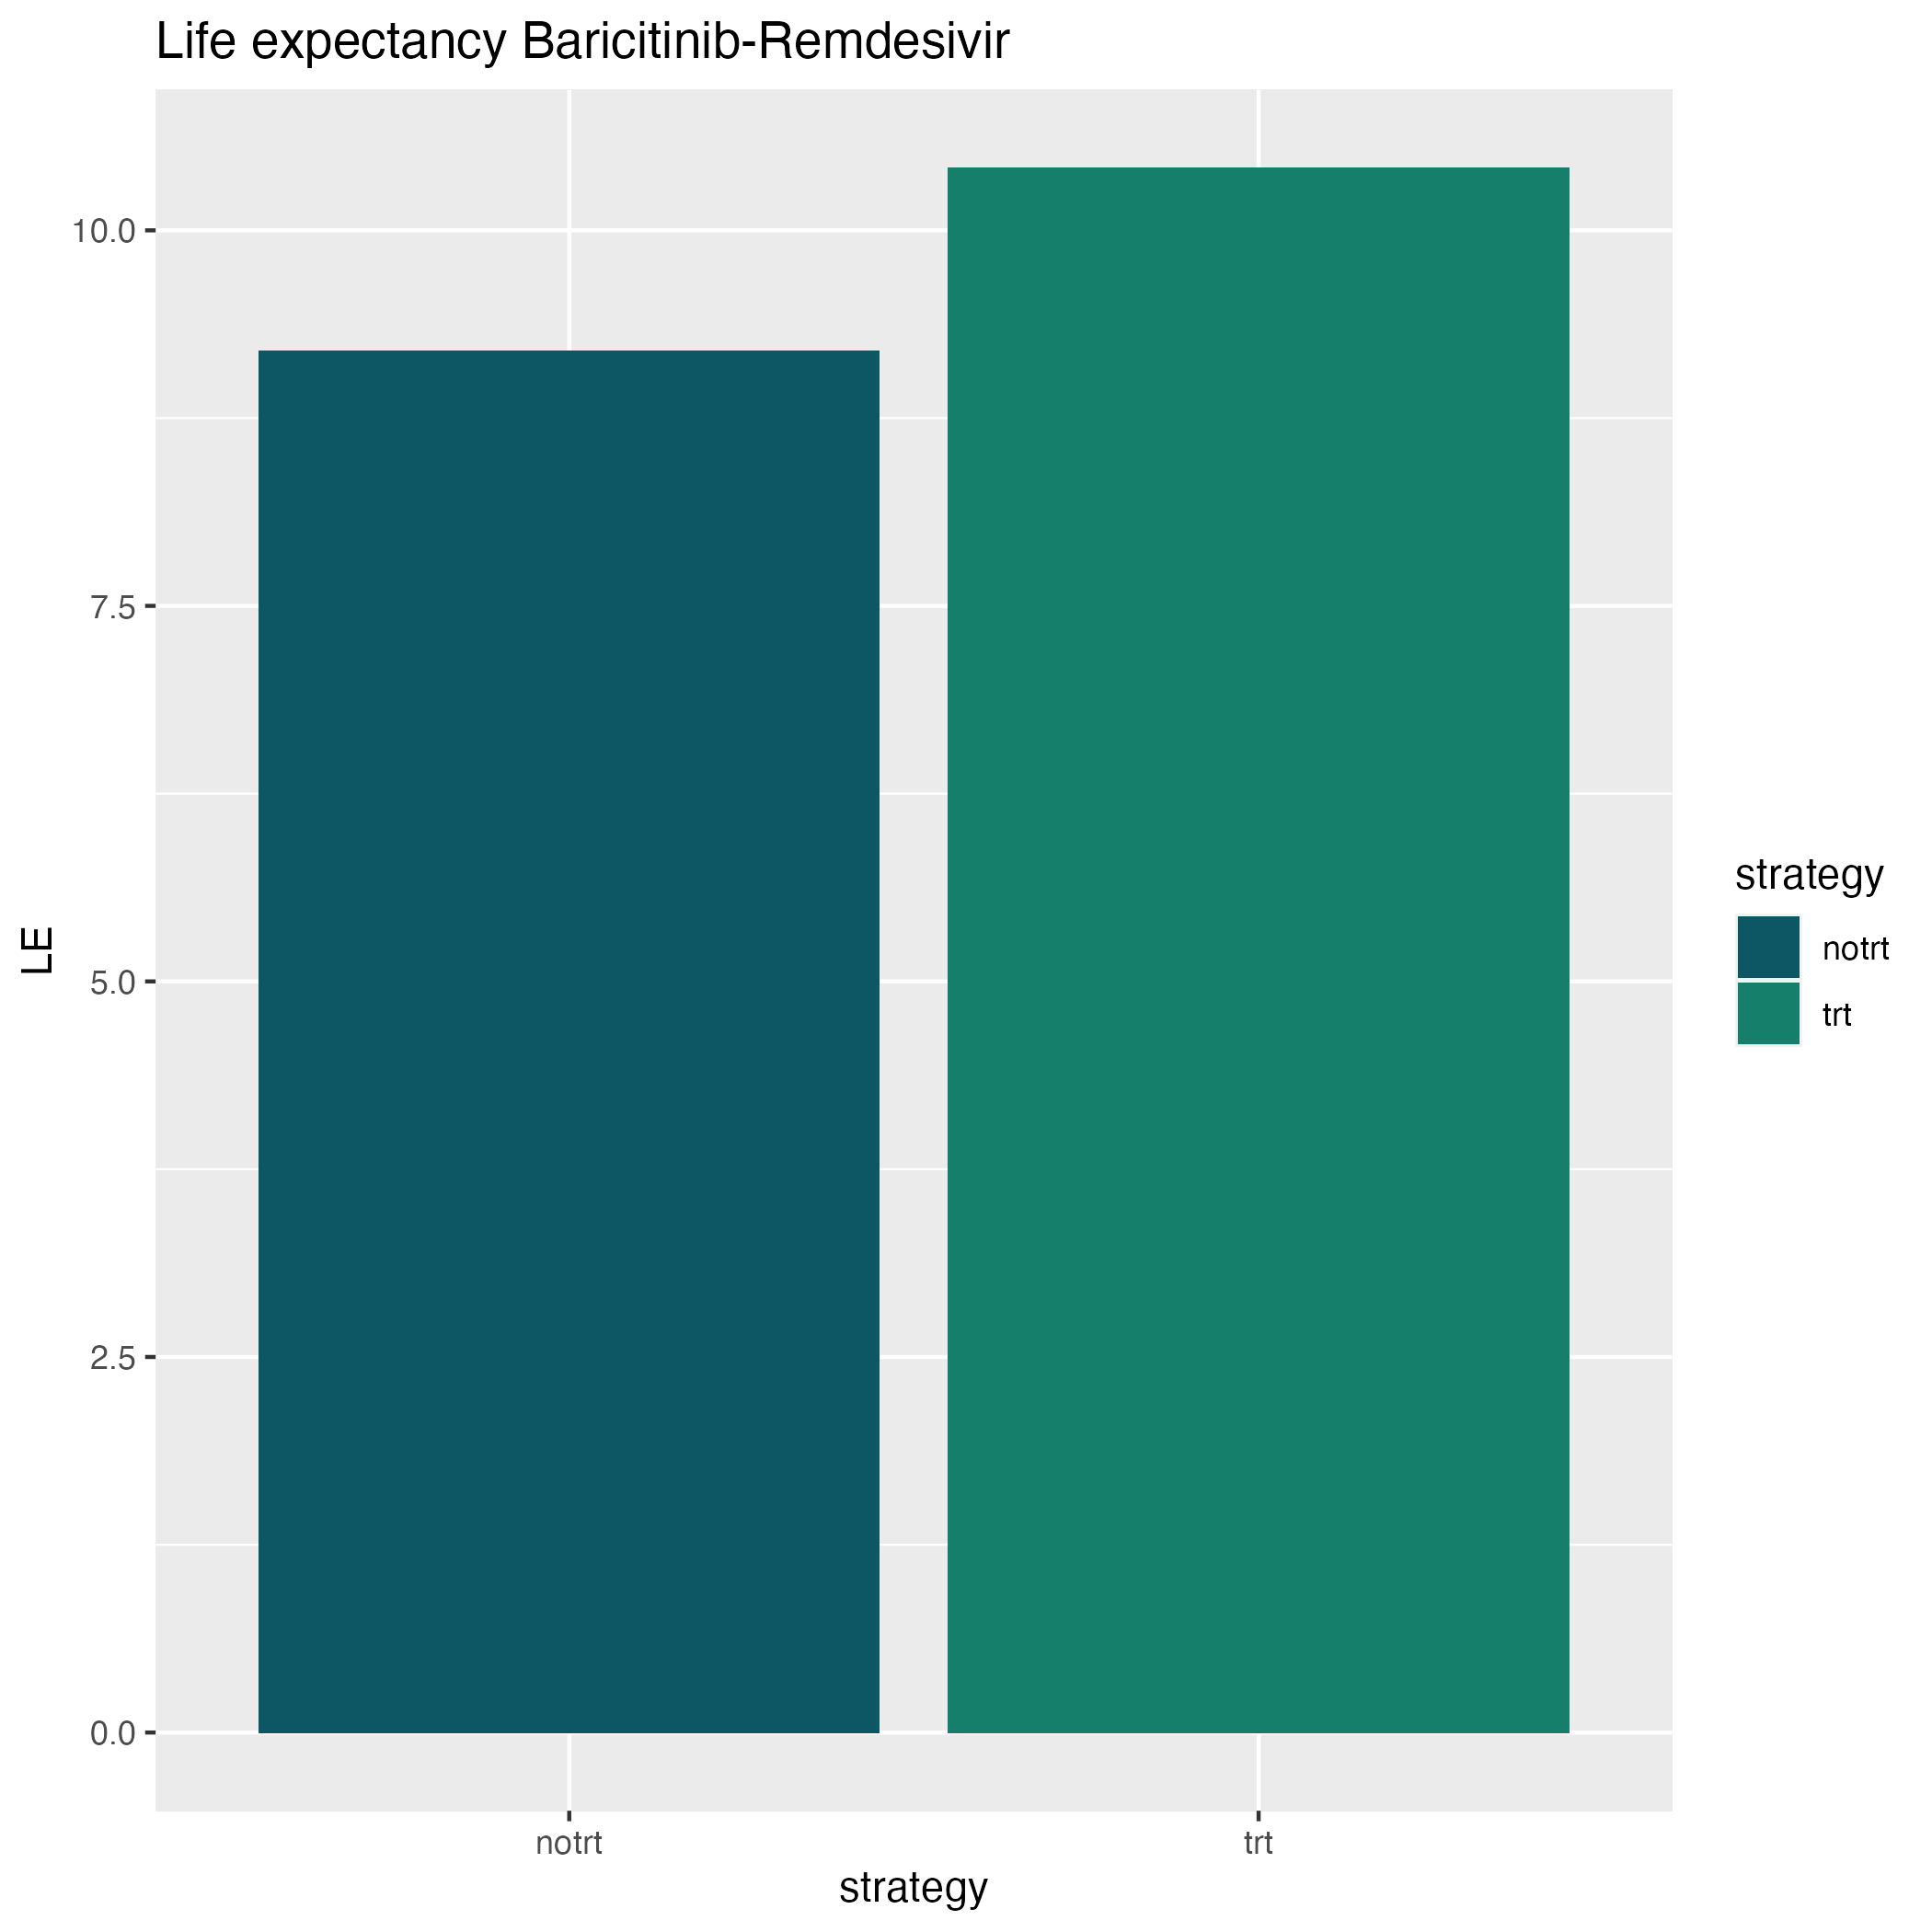 Life expectancy Baricitinib-Remdesivir
LE
10.0
7.5
5.0
2.5
0.0
notrt
trt
strategy
strategy
notrt
trt